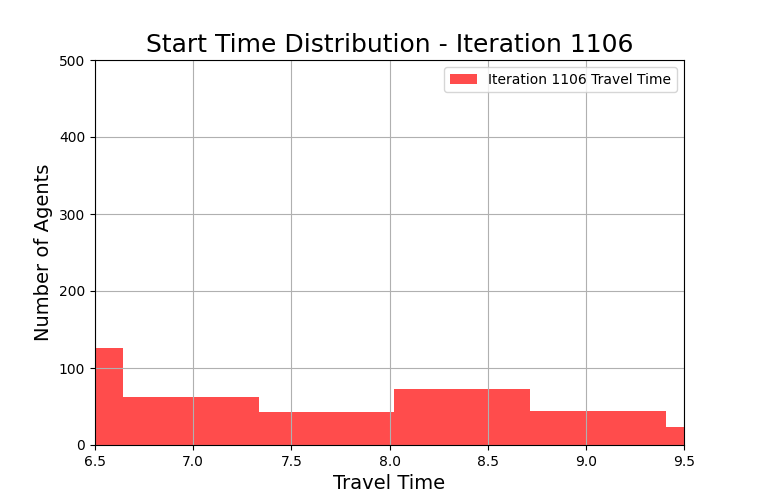 Start Time Distribution - Iteration 1106
Iteration 1106 Travel Time
Number of Agents
500
400
300
200
100
0
6.5 7.0 7.5 8.0 8.5 9.0 9.5
Travel Time